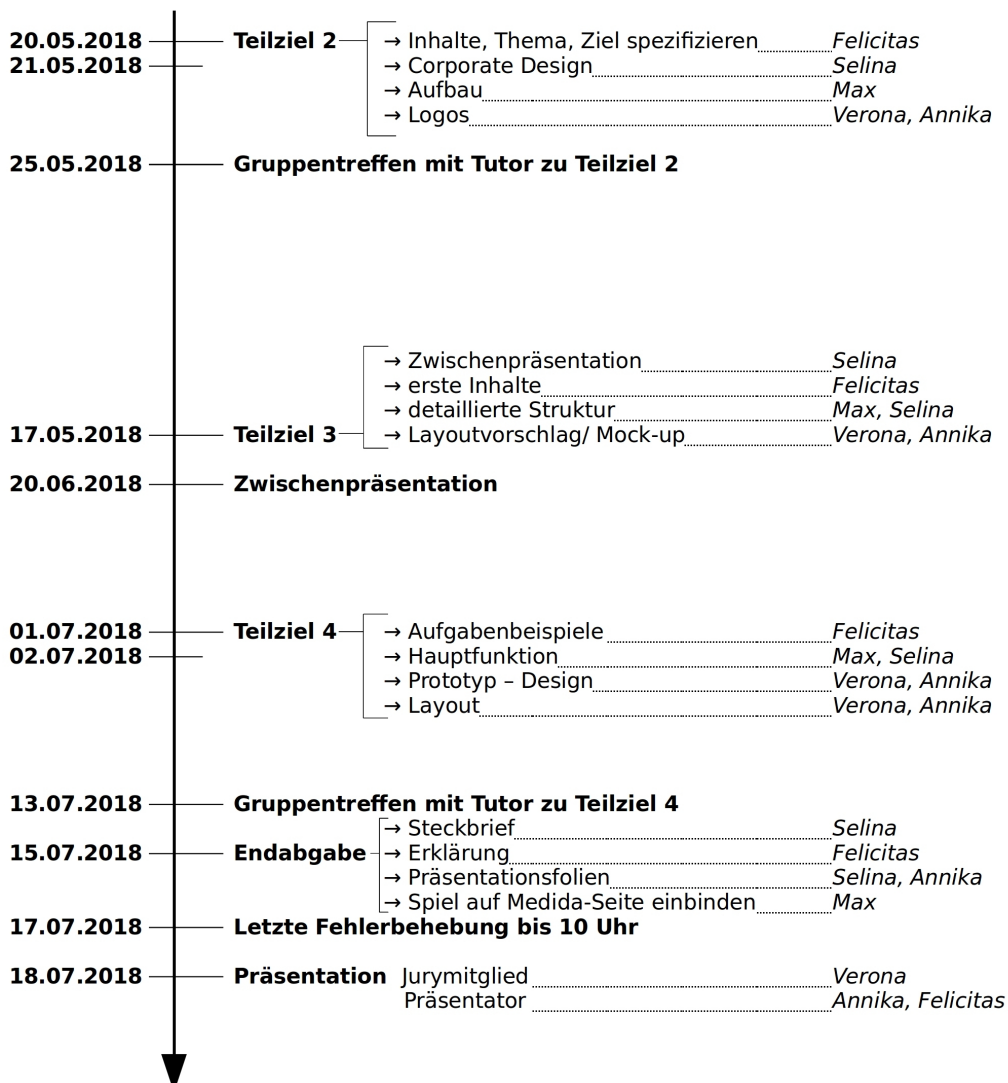 20.05.2018 Teilziel 2 → Inhalte, Thema, Ziel spezifizieren Felicitas
21.05.2018 → Corporate Design Selina
→ Aufbau Max
→ Logos Verona, Annika
25.05.2018 Gruppentreffen mit Tutor zu Teilziel 2
→ Zwischenpräsentation Selina
→ erste Inhalte Felicitas
→ detaillierte Struktur Max, Selina
17.05.2018 Teilziel 3 → Layoutvorschlag/ Mock-up Verona, Annika
20.06.2018 Zwischenpräsentation
01.07.2018 Teilziel 4 → Aufgabenbeispiele Felicitas
02.07.2018 → Hauptfunktion Max, Selina
→ Prototyp – Design Verona, Annika
→ Layout Verona, Annika
13.07.2018 Gruppentreffen mit Tutor zu Teilziel 4
→ Steckbrief Selina
15.07.2018 Endabgabe → Erklärung Felicitas
→ Präsentationsfolien Selina, Annika
→ Spiel auf Medida-Seite einbinden Max
17.07.2018 Letzte Fehlerbehebung bis 10 Uhr
18.07.2018 Präsentation Jurymitglied Verona
Präsentator Annika, Felicitas